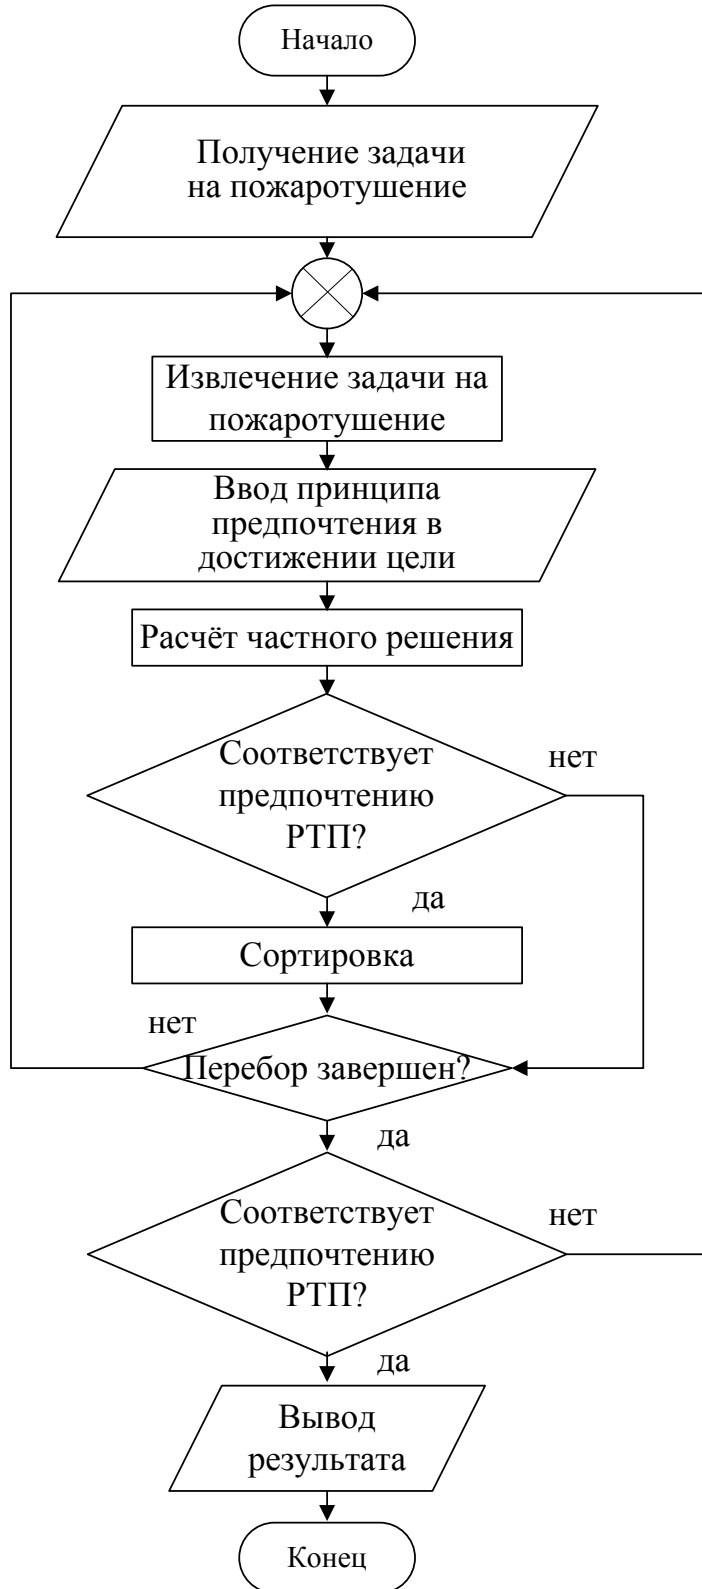 Начало
Получение задачи
на пожаротушение
Извлечение задачи на
пожаротушение
Ввод принципа
предпочтения в
достижении цели
Расчёт частного решения
Соответствует
предпочтению
РТП?
нет
да
Сортировка
нет
Перебор завершен?
да
Соответствует
предпочтению
РТП?
нет
да
Вывод
результата
Конец